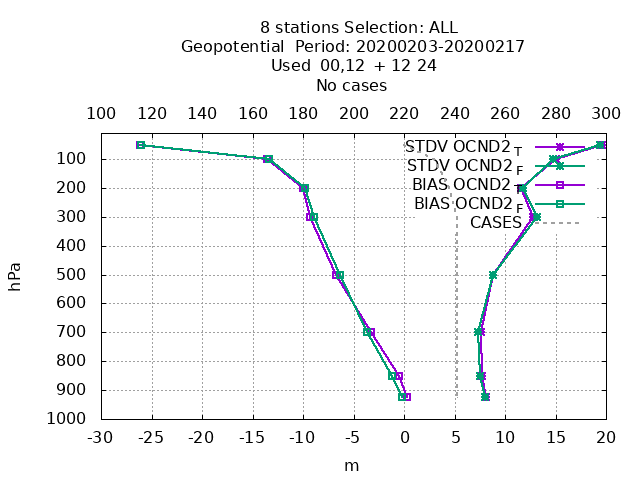 8 stations Selection: ALL
Geopotential  Period: 20200203-20200217
Used  00,12  + 12 24
No cases
100 120 140 160 180 200 220 240 260 280 300
STDV OCND2 T
STDV OCND2 F
BIAS OCND2 T
BIAS OCND2 F
CASES
hPa
100
200
300
400
500
600
700
800
900
1000
-30 -25 -20 -15 -10 -5 0 5 10 15 20
m